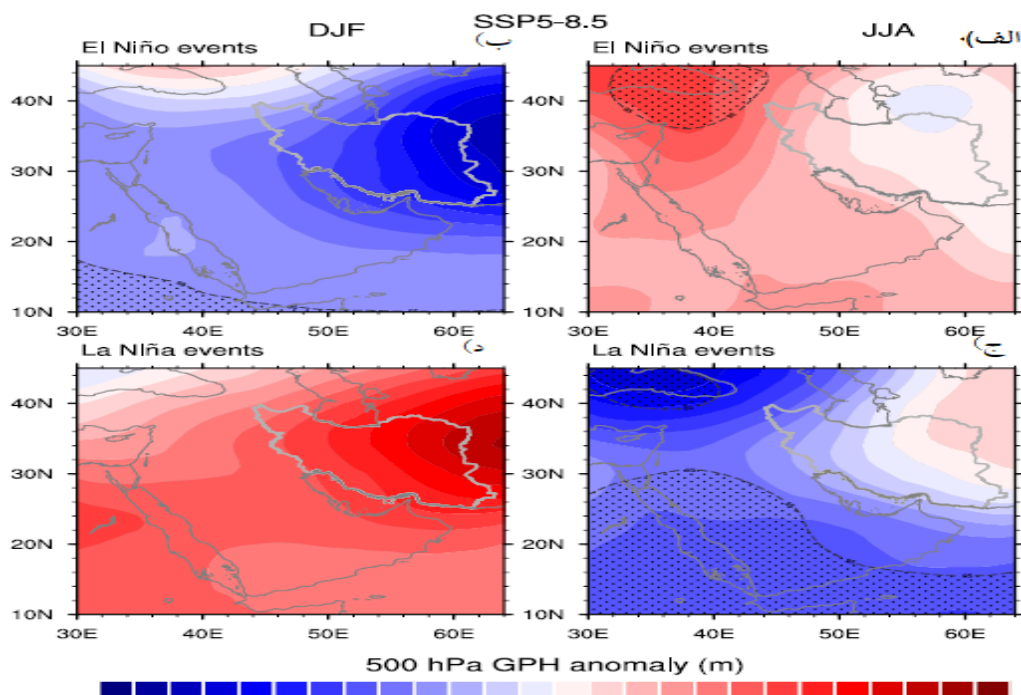 SSP5-8.5
DJF
JJA
El Niño events
ب)
El Niño events
الف).
40N
30N
20N
10N
30E 40E 50E 60E
40N
30N
20N
10N
30E 40E 50E 60E
La Niña events
د)
La Niña events
ج)
40N
30N
20N
10N
30E 40E 50E 60E
40N
30N
20N
10N
30E 40E 50E 60E
500 hPa GPH anomaly (m)